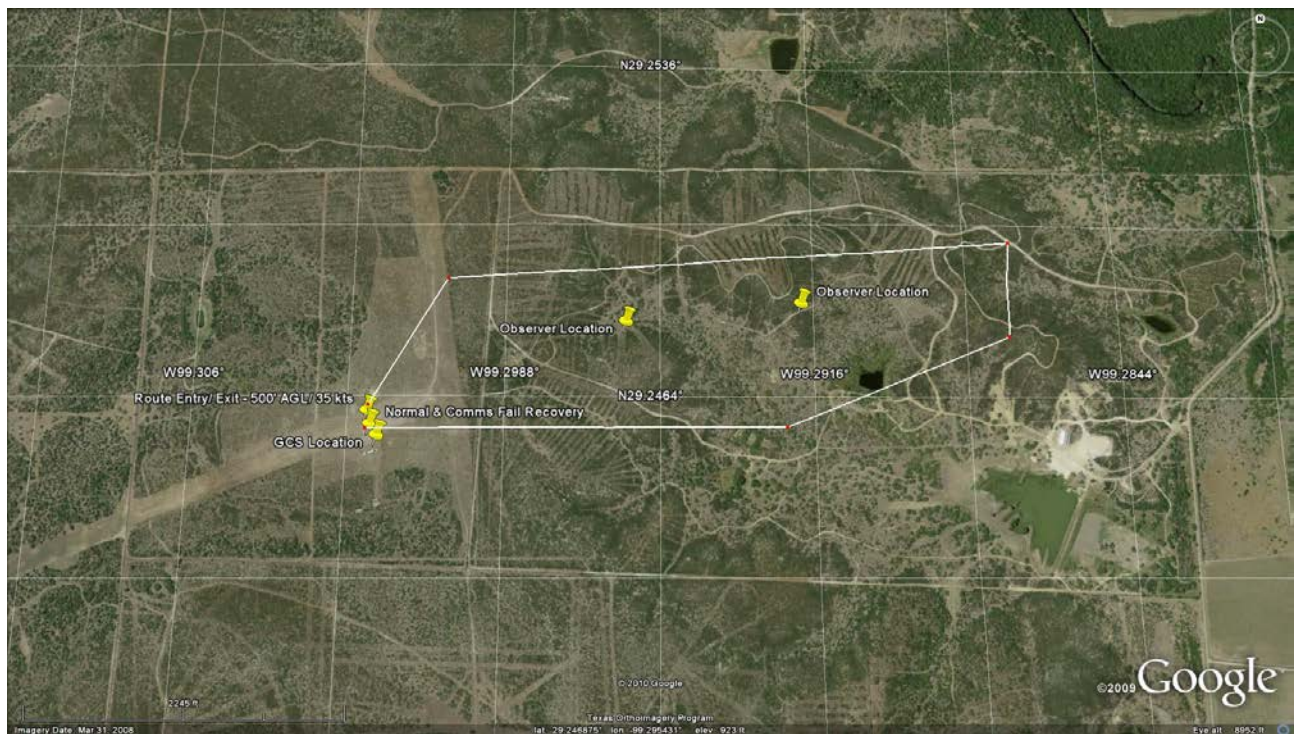 N
N29.2536°
Observer Location
Observer Location
W99.306°
W99.2988°
W99.2916°
W99.2844°
N29.2464°
Route Entry/ Exit - 500' AGL/ 35 kts
Normal & Comms Fail Recovery
GCS Location
© 2010 Google
©2009 Google
2245 ft
Texas Orthoimagery Program
Imagery Date: Mar 31, 2008
lat 29.246875° lon -99.295431° elev 923 ft
Eye alt 8952 ft